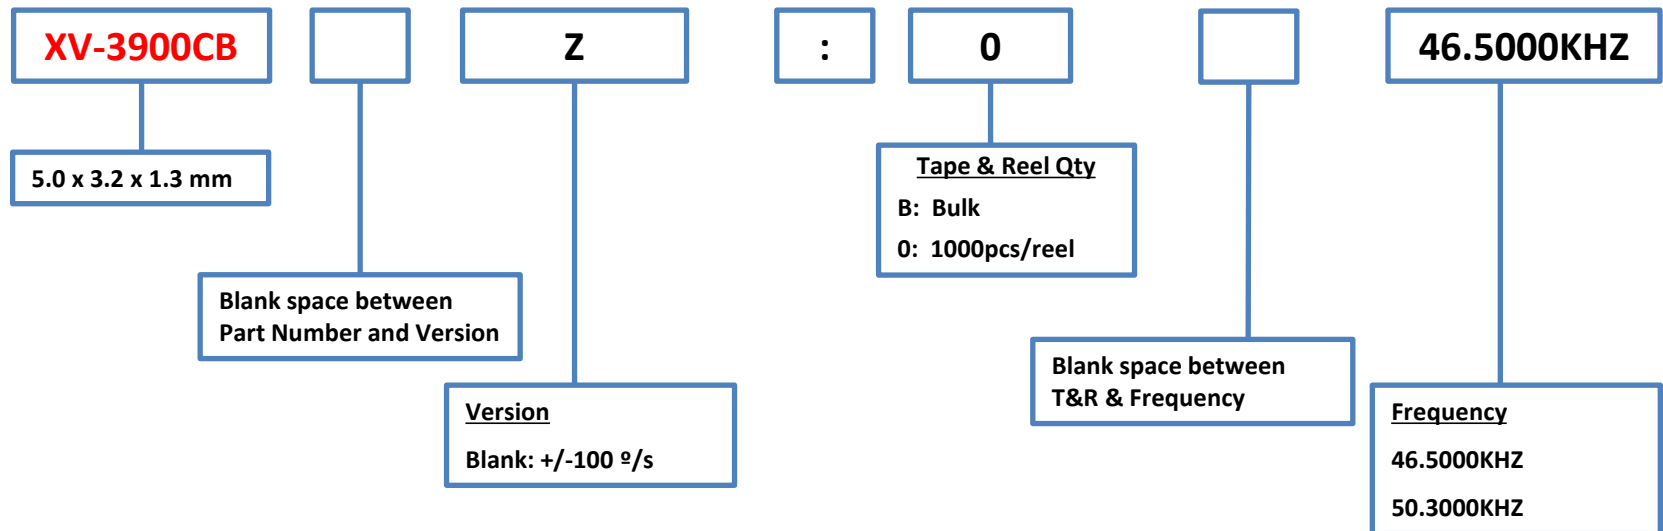 XV-3900CB Z : 0 46.5000KHZ
5.0 x 3.2 x 1.3 mm
Tape & Reel Qty
B: Bulk
0: 1000pcs/reel
Blank space between
Part Number and Version
Blank space between
T&R & Frequency
Version
Blank: +/-100 º/s
Frequency
46.5000KHZ
50.3000KHZ